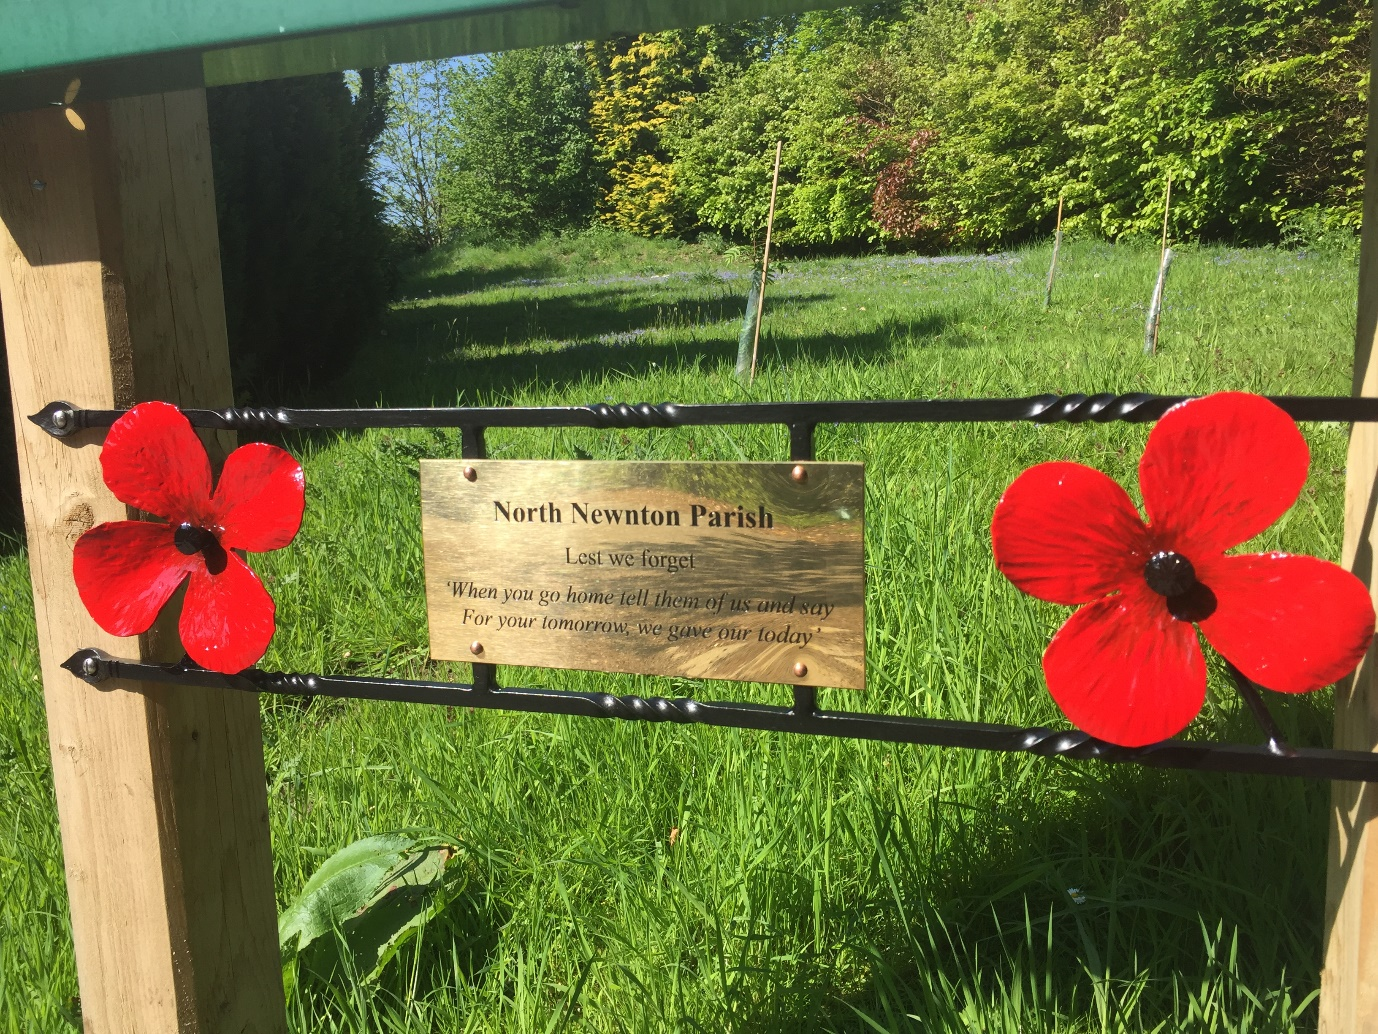 North Newnton Parish
Lest we forget
‘When you go home tell them of us and say
For your tomorrow, we gave our today’